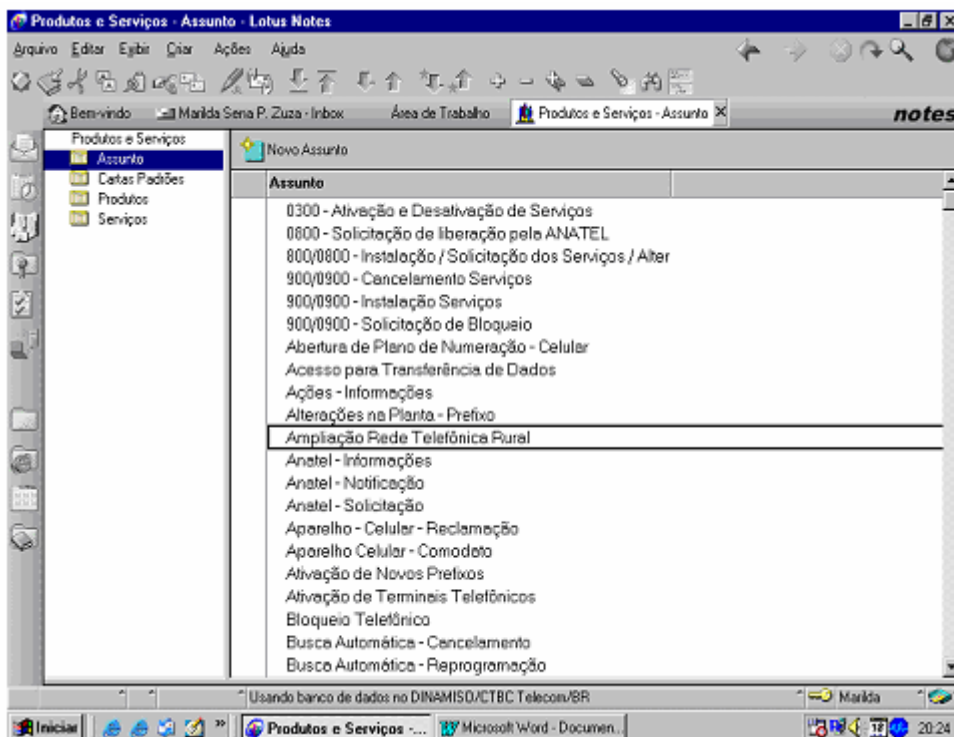 Produtos e Serviços - Assunto - Lotus Notes
Arquivo Editar Exibir Criar Ações Ajuda
Bem-vindo Marilda Sena P. Zuza - Inbox Área de Trabalho Produtos e Serviços - Assunto
notes
Produtos e Serviços
Assunto
Cartas Padrões
Produtos
Serviços
Novo Assunto
Assunto
0300 - Ativação e Desativação de Serviços
0800 - Solicitação de liberação pela ANATEL
800/0800 - Instalação / Solicitação dos Serviços / Alter
900/0900 - Cancelamento Serviços
900/0900 - Instalação Serviços
900/0900 - Solicitação de Bloqueio
Abertura de Plano de Numeração - Celular
Acesso para Transferência de Dados
Ações - Informações
Alterações na Planta - Prefixo
Ampliação Rede Telefônica Rural
Anatel - Informações
Anatel - Notificação
Anatel - Solicitação
Aparelho - Celular - Reclamação
Aparelho Celular - Comodato
Ativação de Novos Prefixos
Ativação de Terminais Telefônicos
Bloqueio Telefônico
Busca Automática - Cancelamento
Busca Automática - Reprogramação
Usando banco de dados no DINAMISO/CTBC Telecom/BR
Marilda
Iniciar
Produtos e Serviços -...
Microsoft Word - Documen...
12
20:24